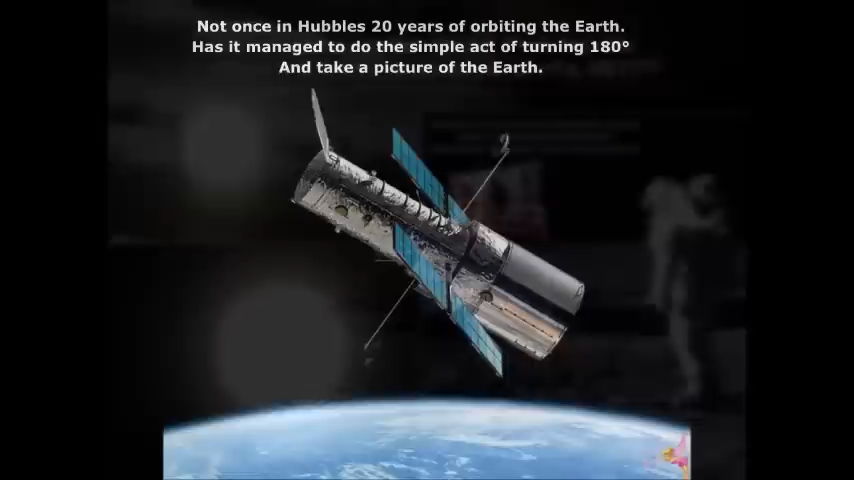 Not once in Hubbles 20 years of orbiting the Earth.
Has it managed to do the simple act of turning 180°
And take a picture of the Earth.